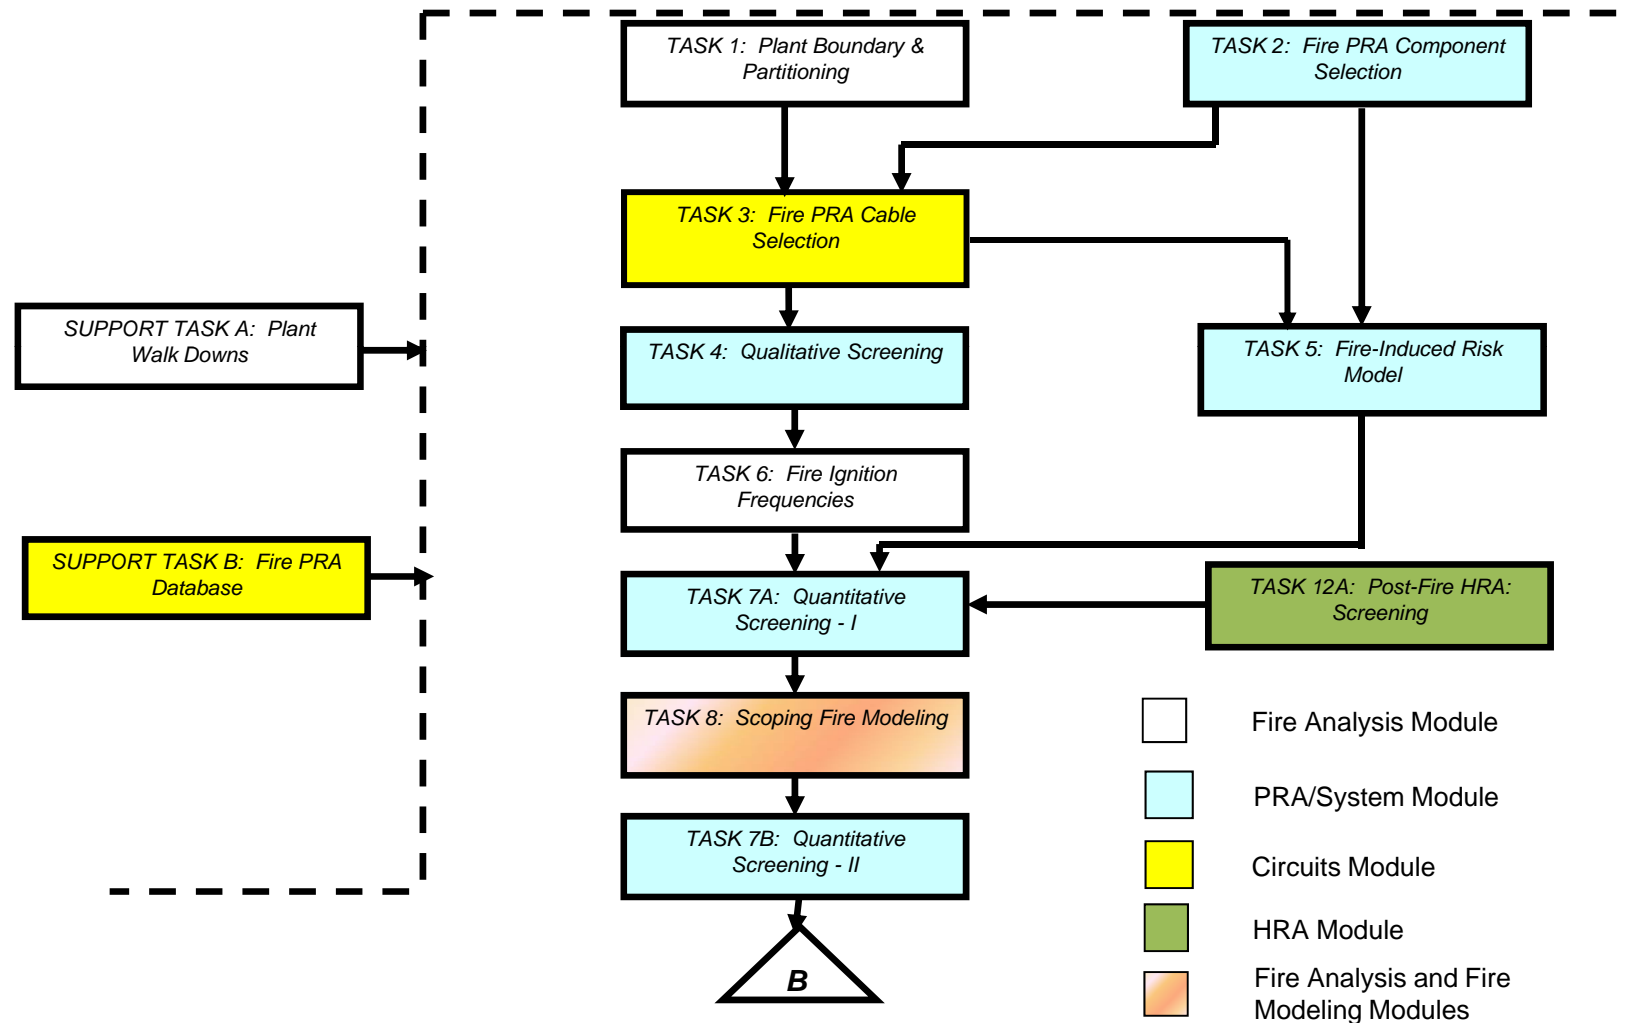 TASK 1: Plant Boundary &
Partitioning
TASK 2: Fire PRA Component
Selection
TASK 3: Fire PRA Cable
Selection
SUPPORT TASK A: Plant
Walk Downs
TASK 4: Qualitative Screening
TASK 5: Fire-Induced Risk
Model
TASK 6: Fire Ignition
Frequencies
SUPPORT TASK B: Fire PRA
Database
TASK 7A: Quantitative
Screening - I
TASK 12A: Post-Fire HRA:
Screening
TASK 8: Scoping Fire Modeling
TASK 7B: Quantitative
Screening - II
B
Fire Analysis Module
PRA/System Module
Circuits Module
HRA Module
Fire Analysis and Fire
Modeling Modules